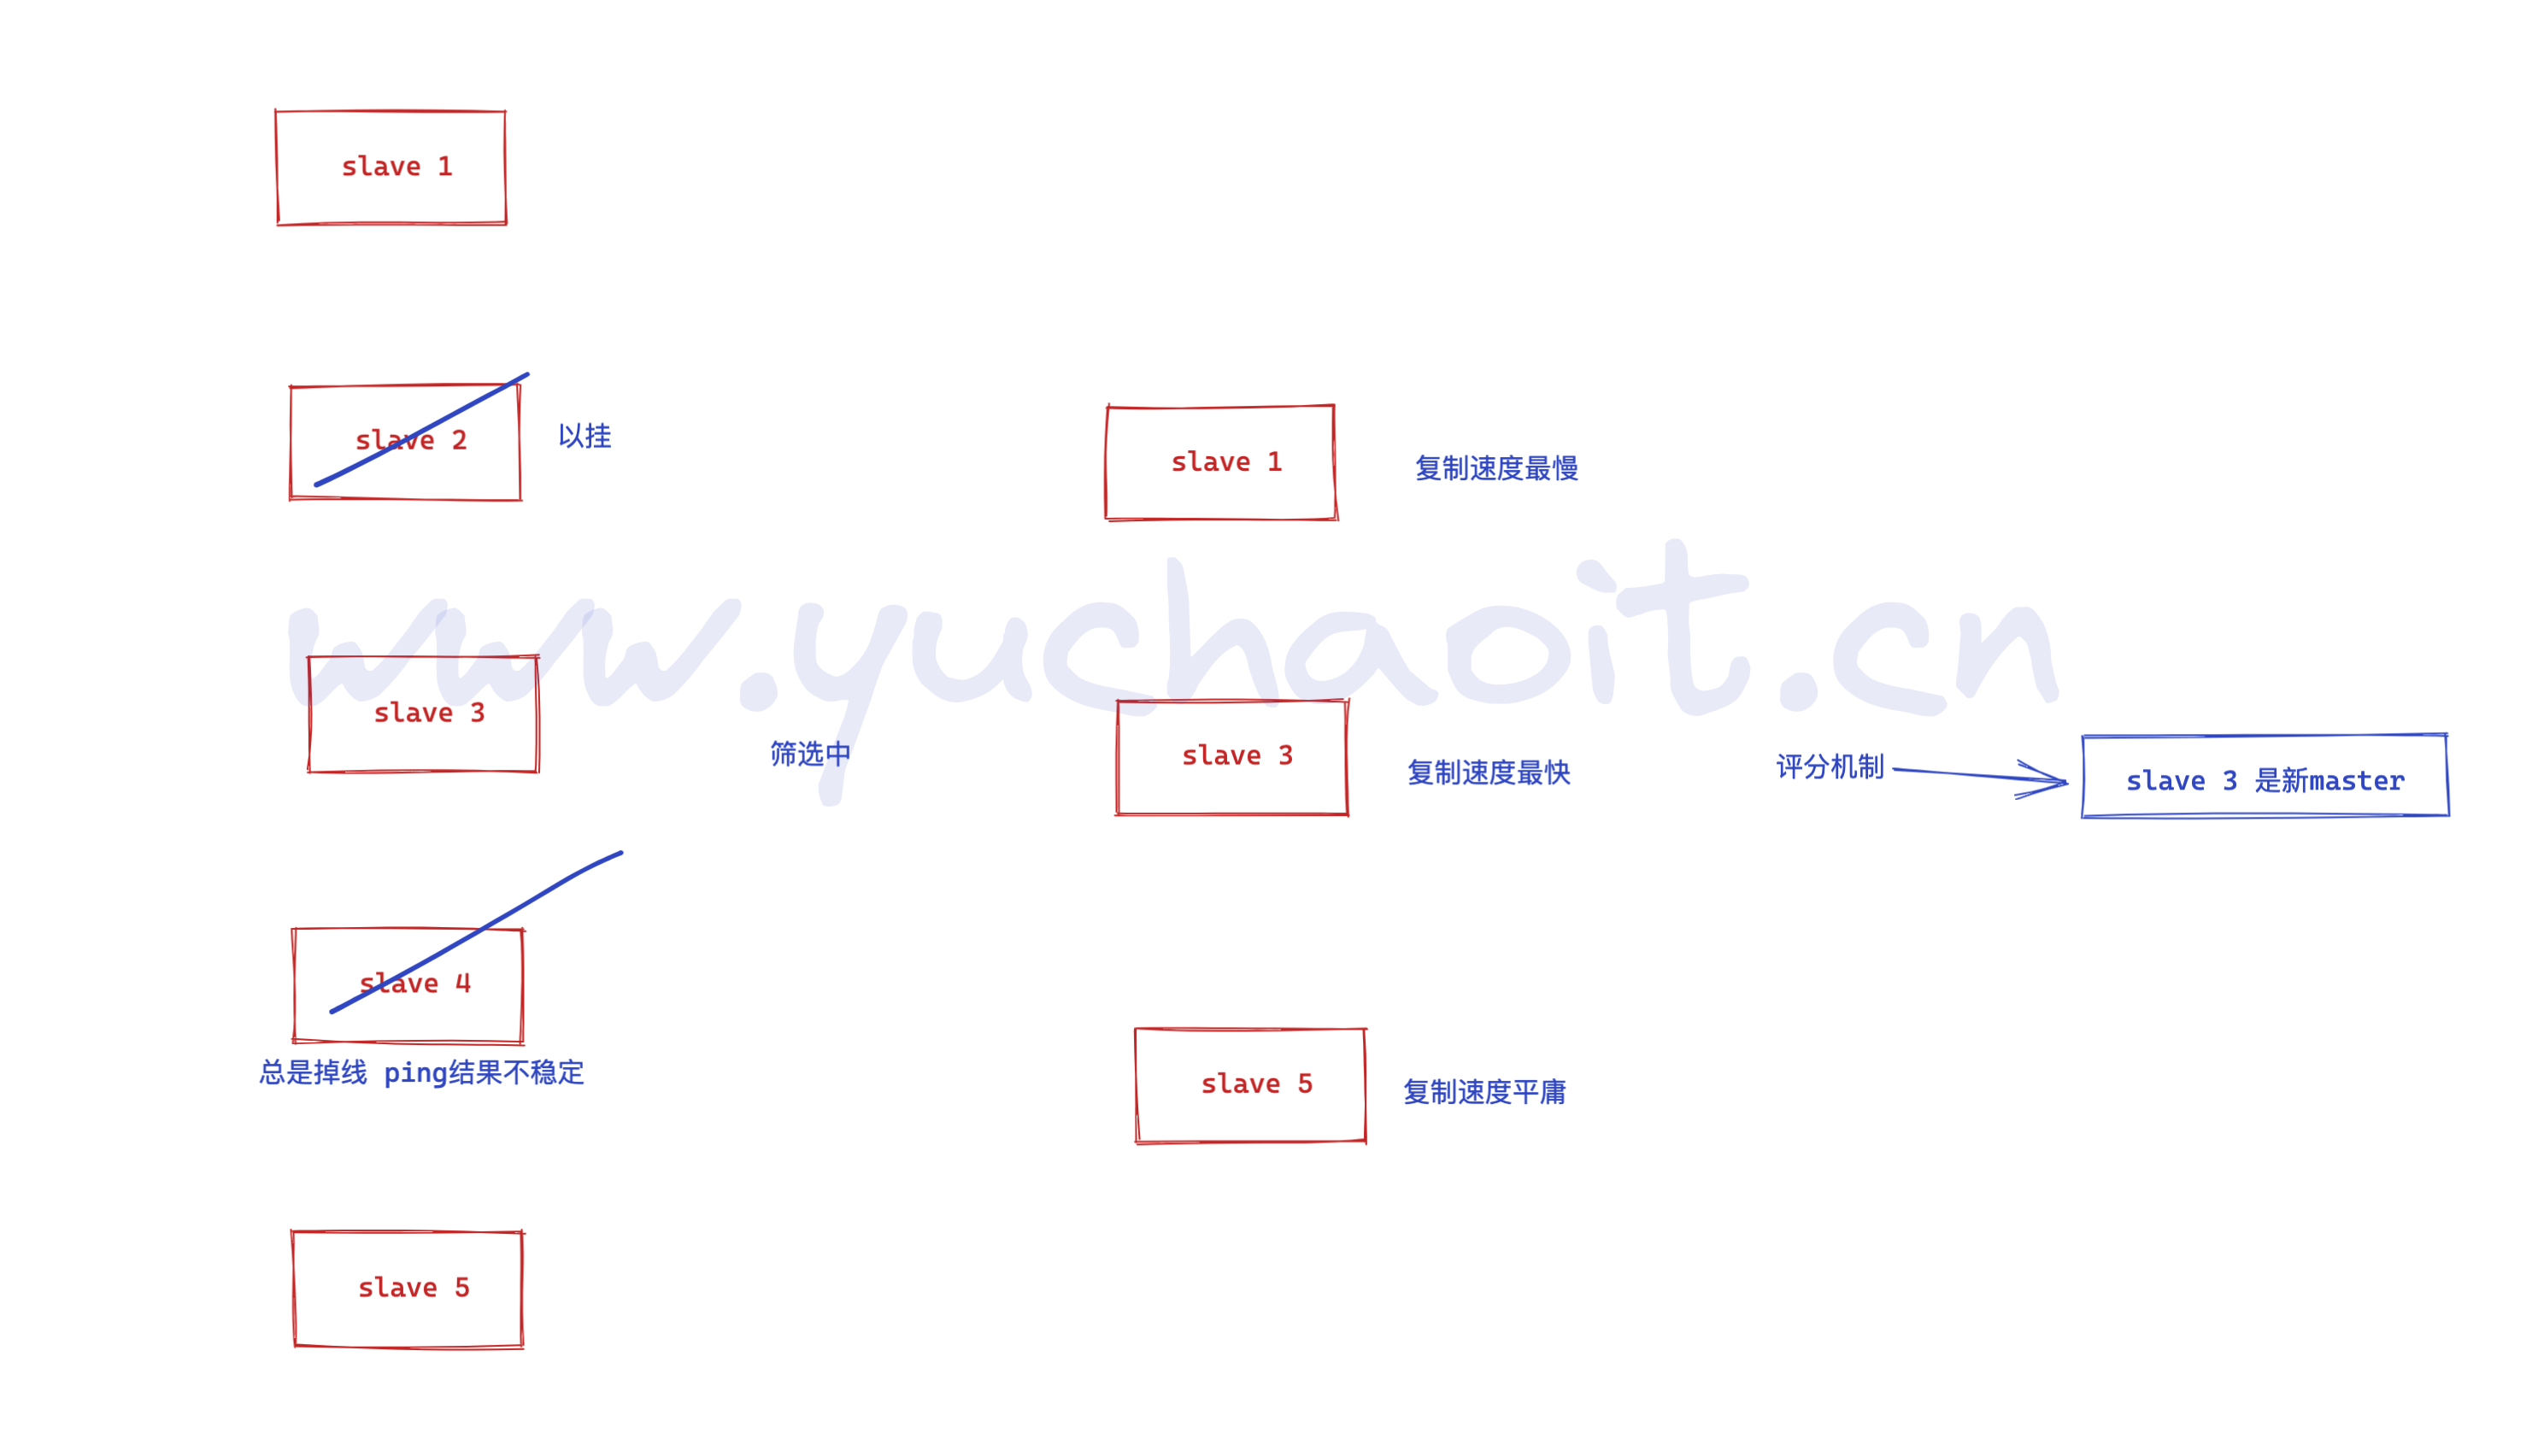 slave 1
slave 2
以挂
slave 3
筛选中
slave 4
总是掉线 ping结果不稳定
slave 5
slave 1
复制速度最慢
slave 3
复制速度最快
slave 5
复制速度平庸
评分机制
slave 3 是新master
www.yuchaoit.cn